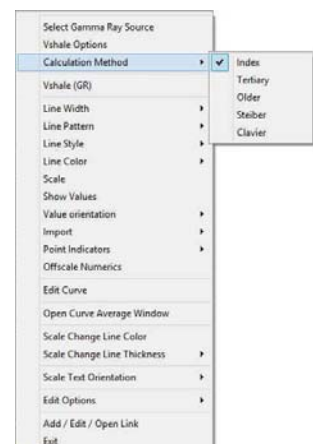 Select Gamma Ray Source
Vshale Options
Calculation Method
Index
Tertiary
Older
Steiber
Clavier
Vshale (GR)
Line Width
Line Pattern
Line Style
Line Color
Scale
Show Values
Value orientation
Import
Point Indicators
Offscale Numerics
Edit Curve
Open Curve Average Window
Scale Change Line Color
Scale Change Line Thickness
Scale Text Orientation
Edit Options
Add / Edit / Open Link
Exit